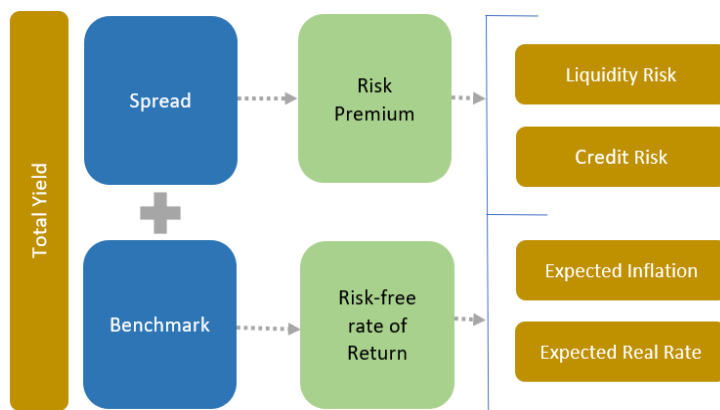 Total Yield
Spread
Risk
Premium
Liquidity Risk
Credit Risk
Benchmark
Risk-free
rate of
Return
Expected Inflation
Expected Real Rate